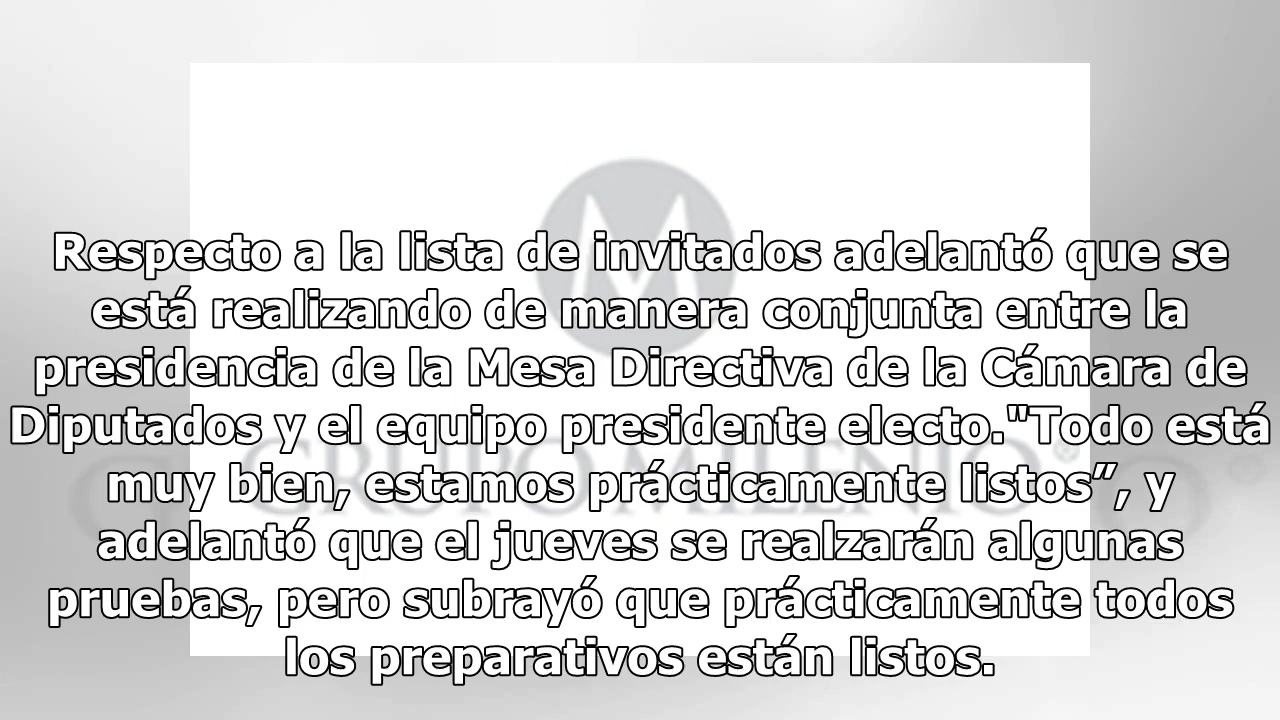 M
Respecto a la lista de invitados adelantó que se
está realizando de manera conjunta entre la
presidencia de la Mesa Directiva de la Cámara de
Diputados y el equipo presidente electo."Todo está
muy bien, estamos prácticamente listos”, y
adelantó que el jueves se realzarán algunas
pruebas, pero subrayó que prácticamente todos
los preparativos están listos.
GRUPO MILENIO®